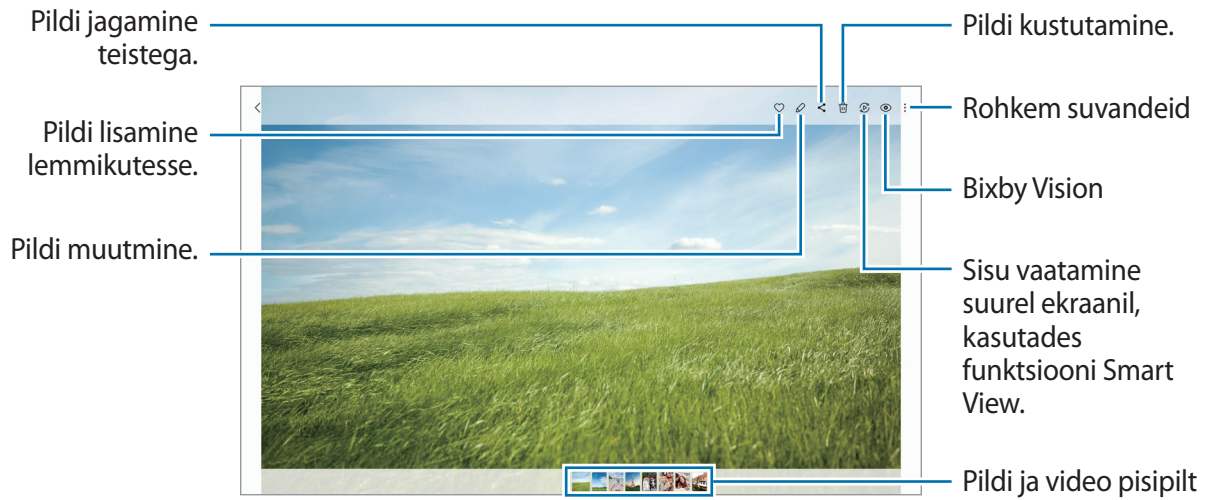 Pildi jagamine
teistega.
Pildi lisamine
lemmikutesse.
Pildi muutmine.
Pildi kustutamine.
Rohkem suvandeid
Bixby Vision
Sisu vaatamine
suurel ekraanil,
kasutades
funktsiooni Smart
View.
Pildi ja video pisipilt